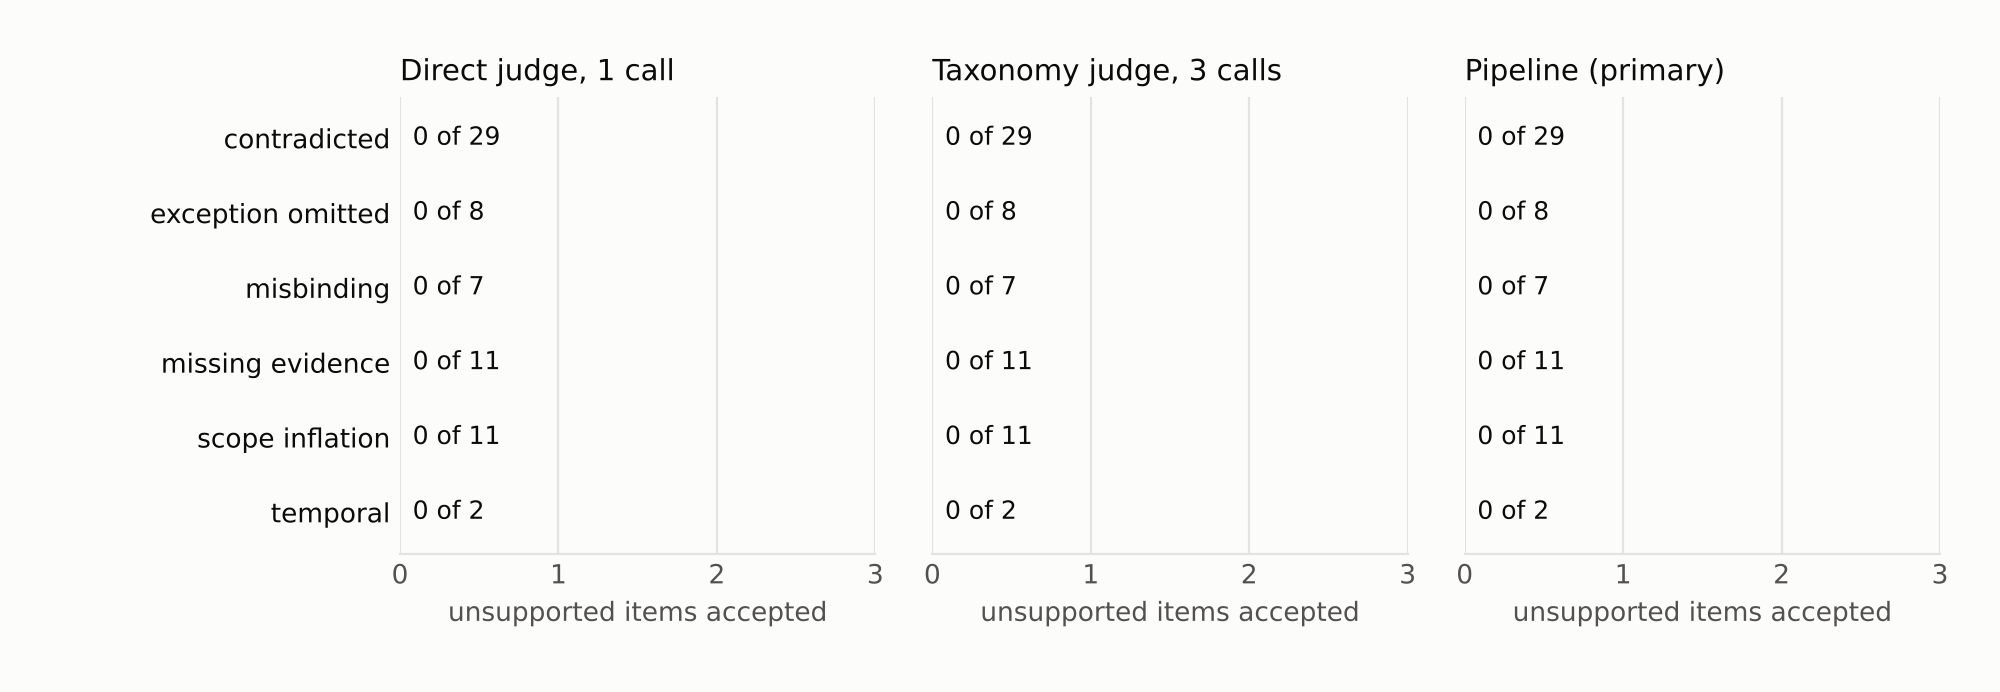 Direct judge, 1 call
Taxonomy judge, 3 calls
Pipeline (primary)
contradicted 0 of 29 0 of 29 0 of 29
exception omitted 0 of 8 0 of 8 0 of 8
misbinding 0 of 7 0 of 7 0 of 7
missing evidence 0 of 11 0 of 11 0 of 11
scope inflation 0 of 11 0 of 11 0 of 11
temporal 0 of 2 0 of 2 0 of 2
0 1 2 3 0 1 2 3 0 1 2 3
unsupported items accepted unsupported items accepted unsupported items accepted